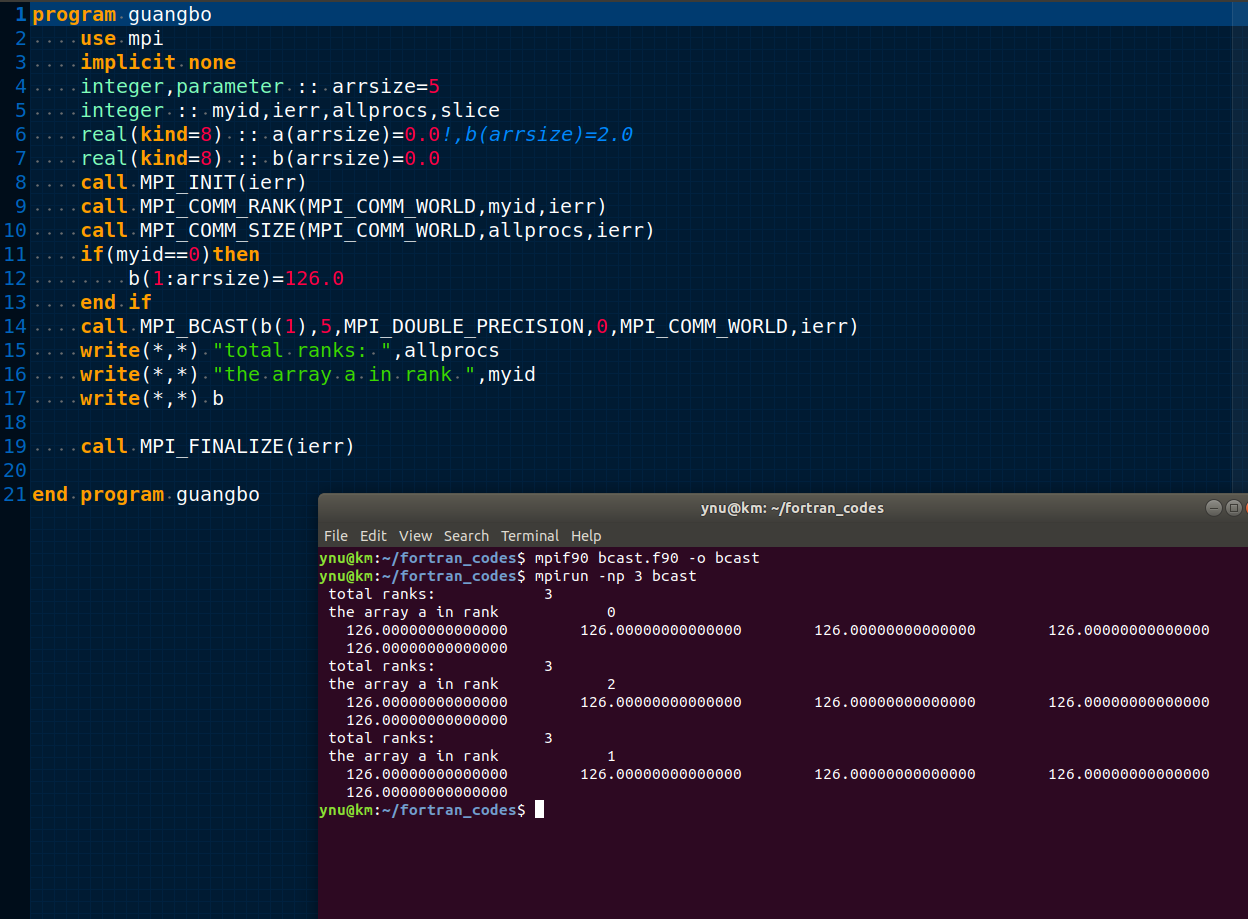 1 program guangbo
2     use mpi
3     implicit none
4     integer,parameter :: arrsize=5
5     integer :: myid,ierr,allprocs,slice
6     real(kind=8) :: a(arrsize)=0.0!,b(arrsize)=2.0
7     real(kind=8) :: b(arrsize)=0.0
8     call MPI_INIT(ierr)
9     call MPI_COMM_RANK(MPI_COMM_WORLD,myid,ierr)
10     call MPI_COMM_SIZE(MPI_COMM_WORLD,allprocs,ierr)
11     if(myid==0)then
12         b(1:arrsize)=126.0
13     end if
14     call MPI_BCAST(b(1),5,MPI_DOUBLE_PRECISION,0,MPI_COMM_WORLD,ierr)
15     write(*,*) "total ranks: ",allprocs
16     write(*,*) "the array a in rank ",myid
17     write(*,*) b
18
19     call MPI_FINALIZE(ierr)
20
21 end program guangbo
ynu@km: ~/fortran_codes
File Edit View Search Terminal Help
ynu@km:~/fortran_codes$ mpif90 bcast.f90 -o bcast
ynu@km:~/fortran_codes$ mpirun -np 3 bcast
 total ranks:            3
 the array a in rank            0
   126.00000000000000        126.00000000000000        126.00000000000000        126.00000000000000
   126.00000000000000
 total ranks:            3
 the array a in rank            2
   126.00000000000000        126.00000000000000        126.00000000000000        126.00000000000000
   126.00000000000000
 total ranks:            3
 the array a in rank            1
   126.00000000000000        126.00000000000000        126.00000000000000        126.00000000000000
   126.00000000000000
ynu@km:~/fortran_codes$